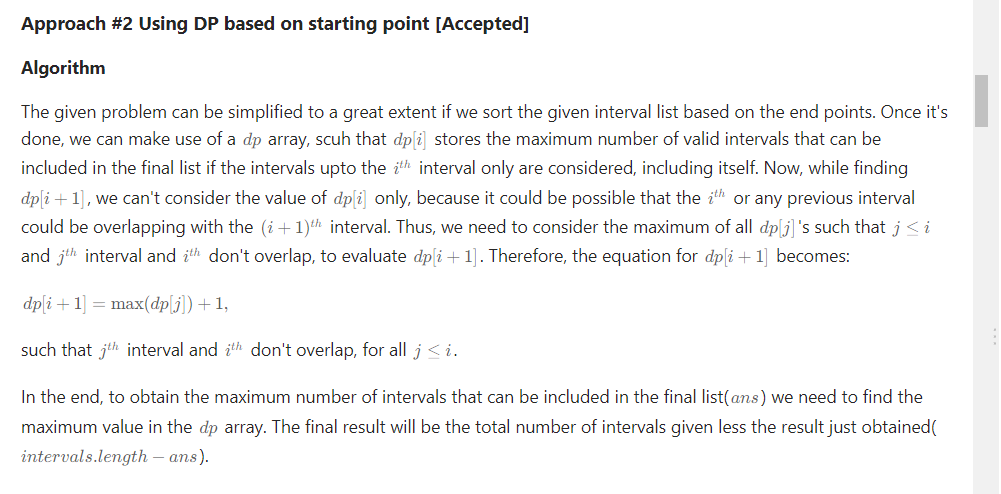 Approach #2 Using DP based on starting point [Accepted]
Algorithm
The given problem can be simplified to a great extent if we sort the given interval list based on the end points. Once it's
done, we can make use of a dp array, scuh that dp[i] stores the maximum number of valid intervals that can be
included in the final list if the intervals upto the i^{th} interval only are considered, including itself. Now, while finding
dp[i + 1], we can't consider the value of dp[i] only, because it could be possible that the i^{th} or any previous interval
could be overlapping with the (i + 1)^{th} interval. Thus, we need to consider the maximum of all dp[j]'s such that j ≤ i
and j^{th} interval and i^{th} don't overlap, to evaluate dp[i + 1]. Therefore, the equation for dp[i + 1] becomes:
dp[i + 1] = max(dp[j]) + 1,
such that j^{th} interval and i^{th} don't overlap, for all j ≤ i.
In the end, to obtain the maximum number of intervals that can be included in the final list(ans) we need to find the
maximum value in the dp array. The final result will be the total number of intervals given less the result just obtained(
intervals.length − ans).